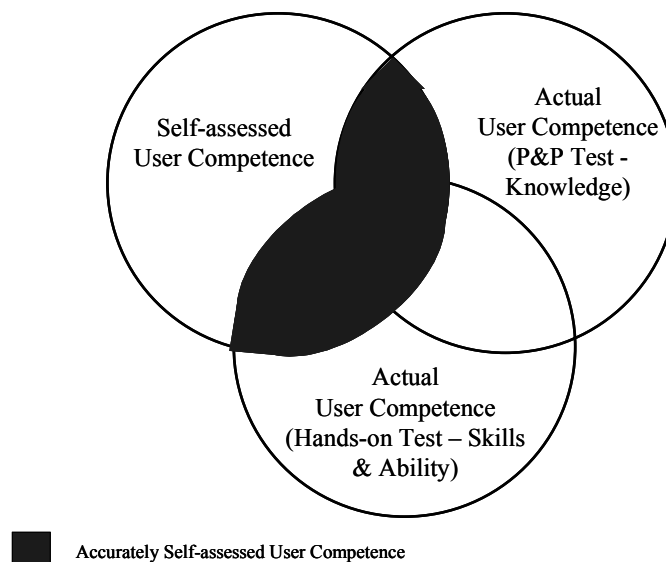 Self-assessed
User Competence
Actual
User Competence
(P&P Test -
Knowledge)
Actual
User Competence
(Hands-on Test – Skills
& Ability)
Accurately Self-assessed User Competence